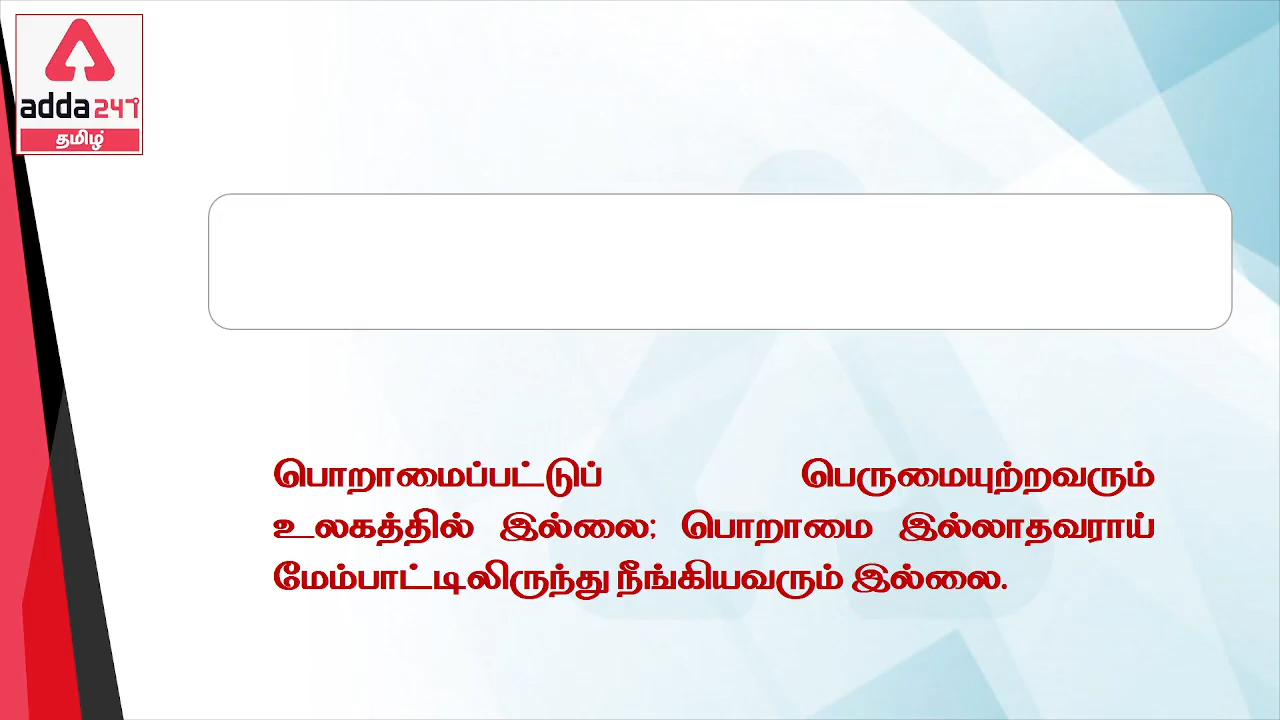 adda247
தமிழ்
பொறாமைப்பட்டுப் பெருமையுற்றவரும்
உலகத்தில் இல்லை; பொறாமை இல்லாதவராய்
மேம்பாட்டிலிருந்து நீங்கியவரும் இல்லை.